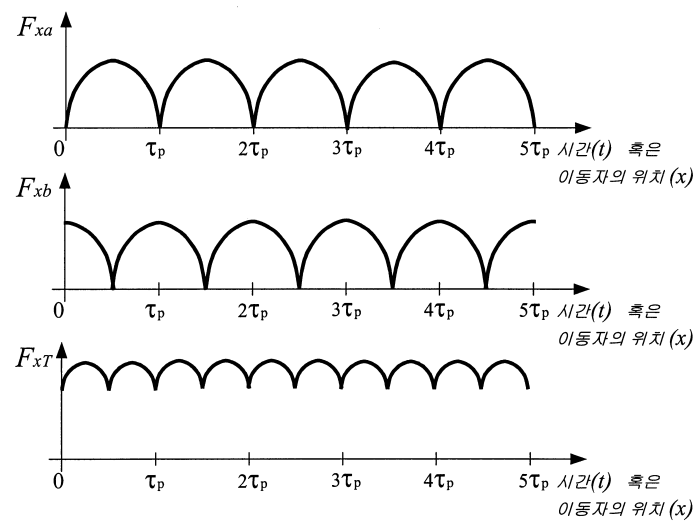 Fxa
0 τp 2τp 3τp 4τp 5τp 시간(t) 혹은
이동자의 위치 (x)
Fxb
0 τp 2τp 3τp 4τp 5τp 시간(t) 혹은
이동자의 위치 (x)
FxT
0 τp 2τp 3τp 4τp 5τp 시간(t) 혹은
이동자의 위치 (x)